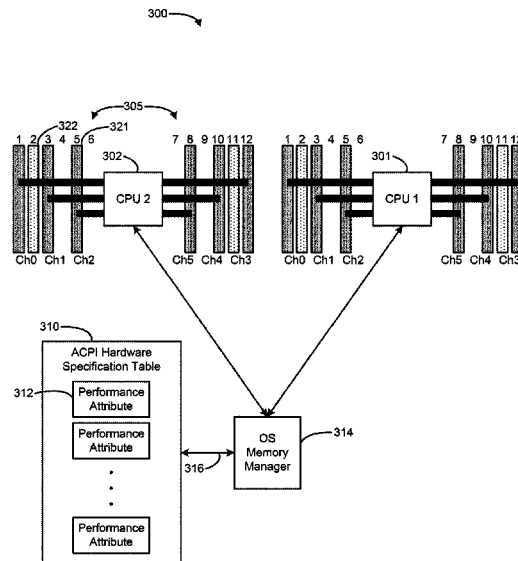 300
305
322
321
1 2 3 4 5 6
302
7 8 9 10 11 12
1 2 3 4 5 6
301
7 8 9 10 11 12
CPU 2
CPU 1
Ch0 Ch1 Ch2
Ch5 Ch4 Ch3
Ch0 Ch1 Ch2
Ch5 Ch4 Ch3
310
ACPI Hardware
Specification Table
312
Performance
Attribute
Performance
Attribute
Performance
Attribute
316
OS
Memory
Manager
314